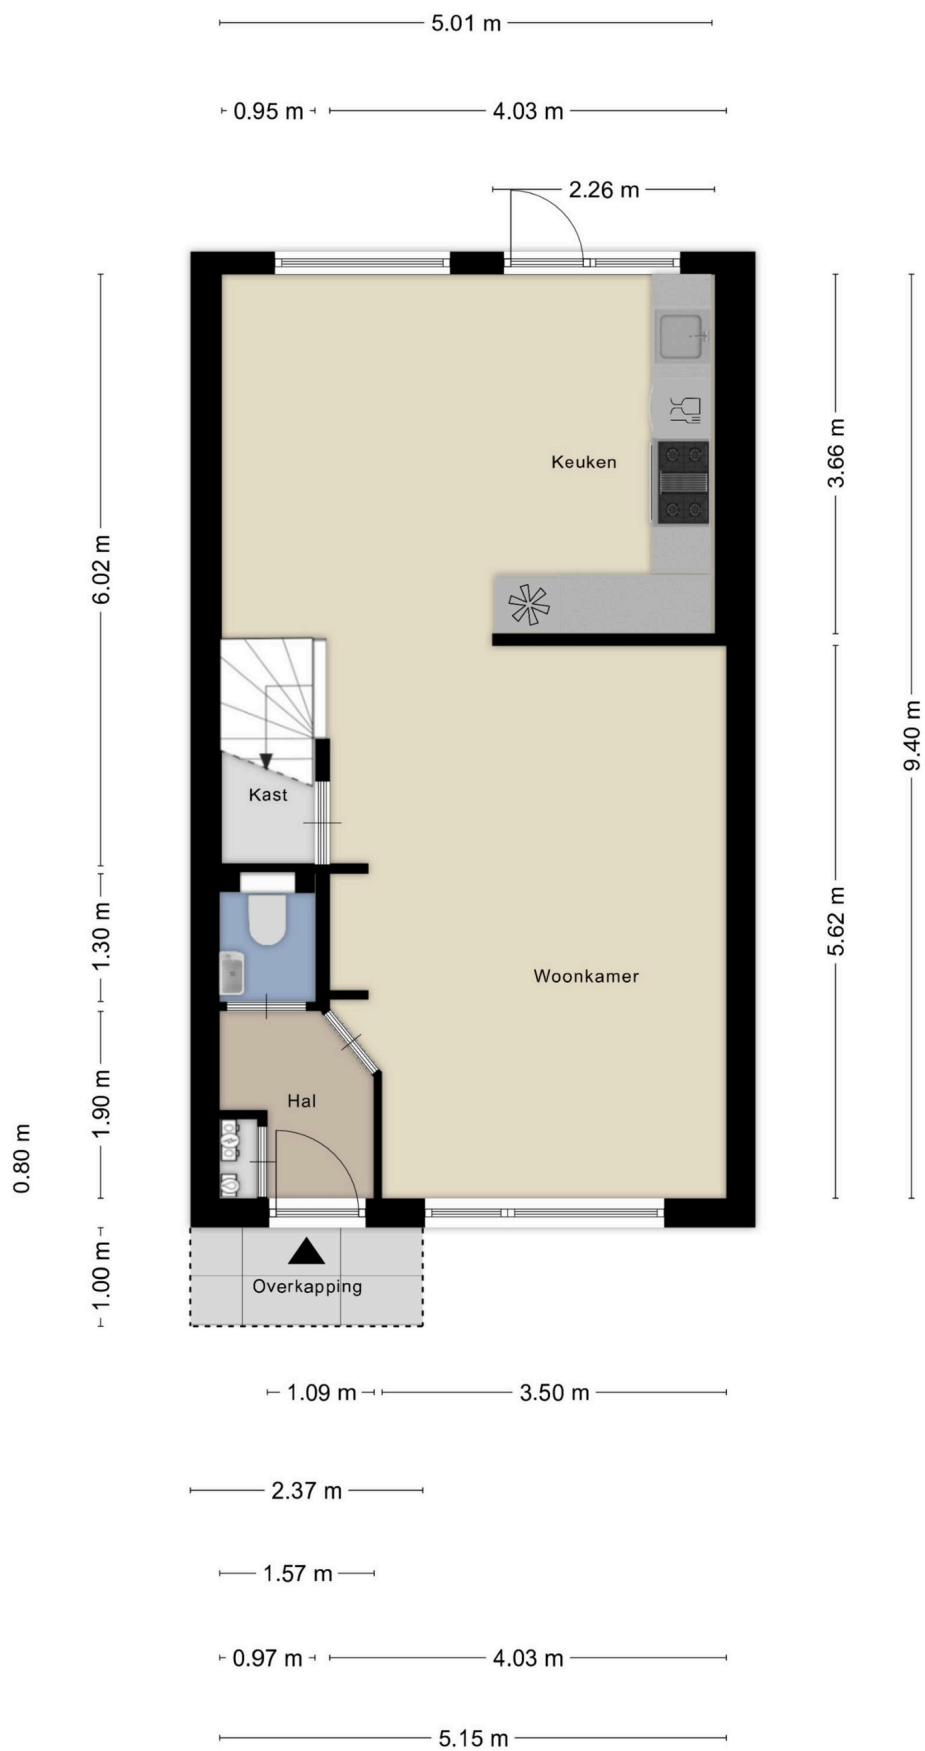 5.01 m
0.95 m
4.03 m
2.26 m
Keuken
3.66 m
6.02 m
9.40 m
Kast
5.62 m
1.30 m
Woonkamer
1.90 m
Hal
0.80 m
1.00 m
Overkapping
1.09 m
3.50 m
2.37 m
1.57 m
0.97 m
4.03 m
5.15 m